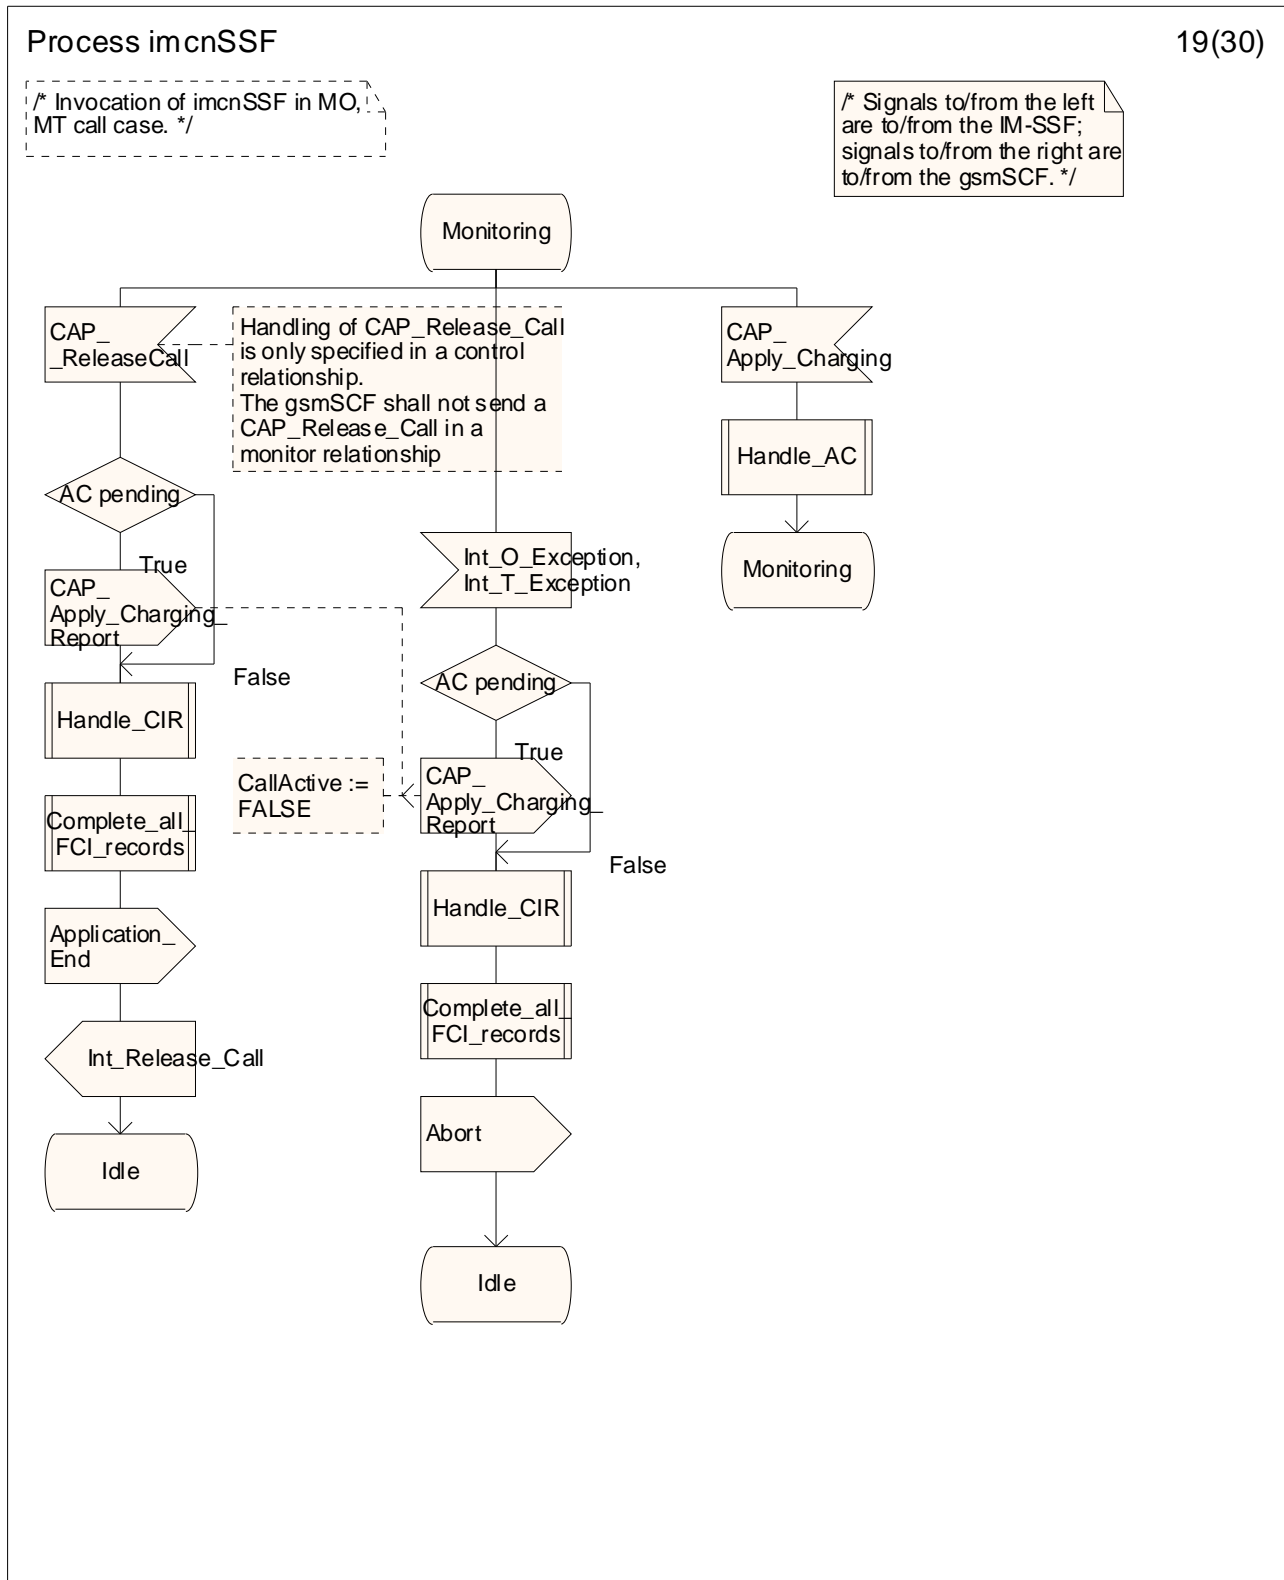 Process imcnSSF
19(30)
/* Invocation of imcnSSF in MO,
MT call case. */
/* Signals to/from the left
are to/from the IM-SSF;
signals to/from the right are
to/from the gsmSCF. */
Monitoring
CAP_
_ReleaseCall
Handling of CAP_Release_Call
is only specified in a control
relationship.
The gsmSCF shall not send a
CAP_Release_Call in a
monitor relationship
CAP_
Apply_Charging
Handle_AC
Monitoring
AC pending
True
CAP_
Apply_Charging_
Report
False
Handle_CIR
Complete_all_
FCI_records
Application_
End
Int_Release_Call
Idle
Int_O_Exception,
Int_T_Exception
AC pending
True
CallActive :=
FALSE
CAP_
Apply_Charging_
Report
False
Handle_CIR
Complete_all_
FCI_records
Abort
Idle